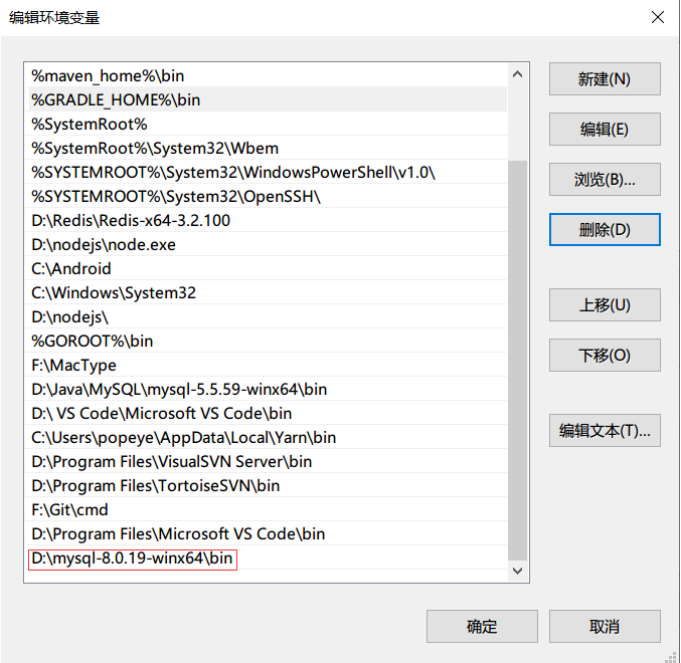 编辑环境变量
%maven_home%\bin
%GRADLE_HOME%\bin
%SystemRoot%
%SystemRoot%\System32\Wbem
%SYSTEMROOT%\System32\WindowsPowerShell\v1.0\
%SYSTEMROOT%\System32\OpenSSH\
D:\Redis\Redis-x64-3.2.100
D:\nodejs\node.exe
C:\Android
C:\Windows\System32
D:\nodejs\
%GOROOT%\bin
F:\MacType
D:\Java\MySQL\mysql-5.5.59-winx64\bin
D:\ VS Code\Microsoft VS Code\bin
C:\Users\popeye\AppData\Local\Yarn\bin
D:\Program Files\VisualSVN Server\bin
D:\Program Files\TortoiseSVN\bin
F:\Git\cmd
D:\Program Files\Microsoft VS Code\bin
D:\mysql-8.0.19-winx64\bin
新建(N)
编辑(E)
浏览(B)...
删除(D)
上移(U)
下移(O)
编辑文本(T)...
确定
取消